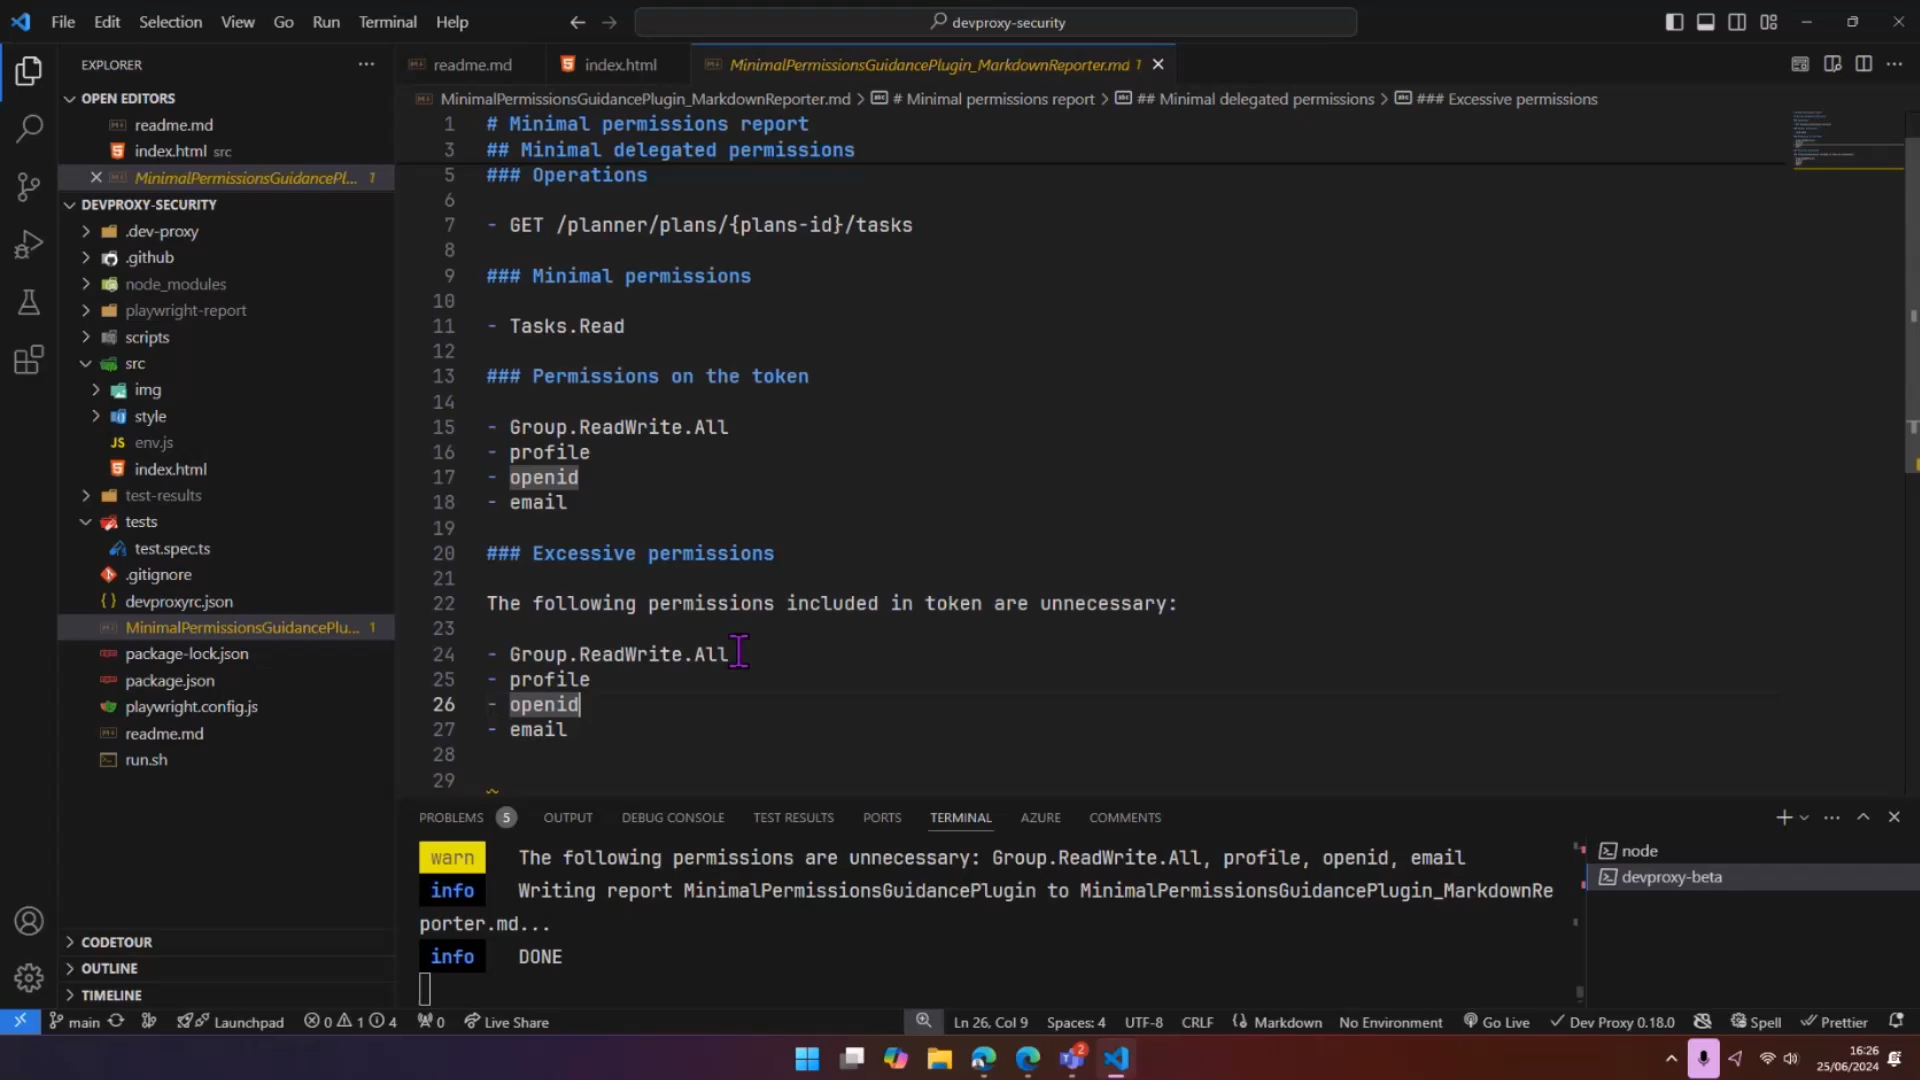 File Edit Selection View Go Run Terminal Help
devproxy-security
EXPLORER
OPEN EDITORS
readme.md
index.html src
MinimalPermissionsGuidancePl... 1
DEVPROXY-SECURITY
.dev-proxy
.github
node_modules
playwright-report
scripts
src
img
style
JS env.js
index.html
test-results
tests
test.spec.ts
.gitignore
{} devproxyrc.json
MinimalPermissionsGuidancePlu... 1
package-lock.json
package.json
playwright.config.js
readme.md
run.sh
CODETOUR
OUTLINE
TIMELINE
readme.md
index.html
MinimalPermissionsGuidancePlugin_MarkdownReporter.md 1
MinimalPermissionsGuidancePlugin_MarkdownReporter.md > # Minimal permissions report > ## Minimal delegated permissions > ### Excessive permissions
1 # Minimal permissions report
3 ## Minimal delegated permissions
5 ### Operations
6
7 - GET /planner/plans/{plans-id}/tasks
8
9 ### Minimal permissions
10
11 - Tasks.Read
12
13 ### Permissions on the token
14
15 - Group.ReadWrite.All
16 - profile
17 - openid
18 - email
19
20 ### Excessive permissions
21
22 The following permissions included in token are unnecessary:
23
24 - Group.ReadWrite.All
25 - profile
26 - openid
27 - email
28
29
PROBLEMS 5 OUTPUT DEBUG CONSOLE TEST RESULTS PORTS TERMINAL AZURE COMMENTS
warn The following permissions are unnecessary: Group.ReadWrite.All, profile, openid, email
info Writing report MinimalPermissionsGuidancePlugin to MinimalPermissionsGuidancePlugin_MarkdownRe
porter.md...
info DONE
node
devproxy-beta
main Launchpad 0 1 4 0 Live Share Ln 26, Col 9 Spaces: 4 UTF-8 CRLF Markdown No Environment Go Live Dev Proxy 0.18.0 Spell Prettier
2
16:26
25/06/2024